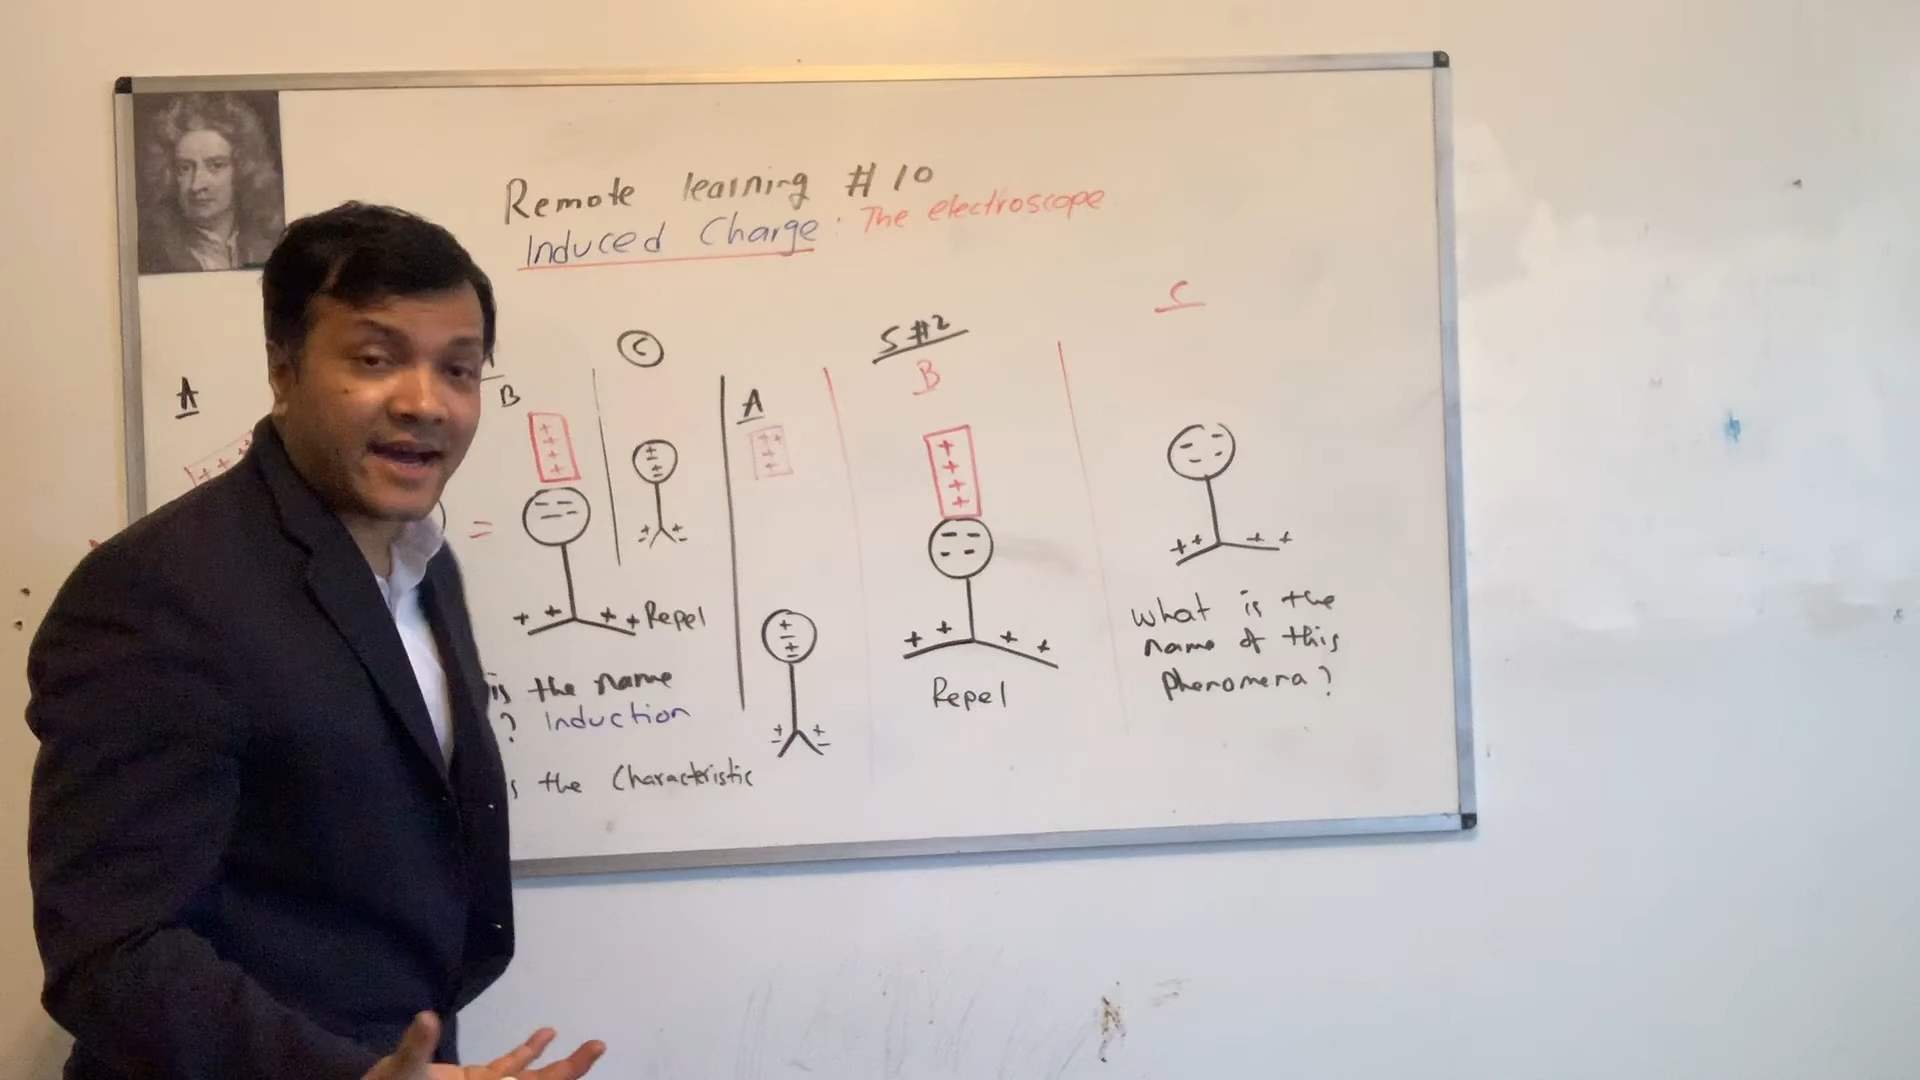 Remote learning #10
Induced Charge: The electroscope
A
B
C
A
S#2
B
C
+ + + +
+
+
+
+
=
- -
- -
+ + + + Repel
±
±
± ±
+ +
+
+
±
±
± ±
+
+
+
+
- -
- -
+ + + +
Repel
- -
- -
+ + + +
What is the
name of this
phenomena?
is the name
? Induction
s the Characteristic